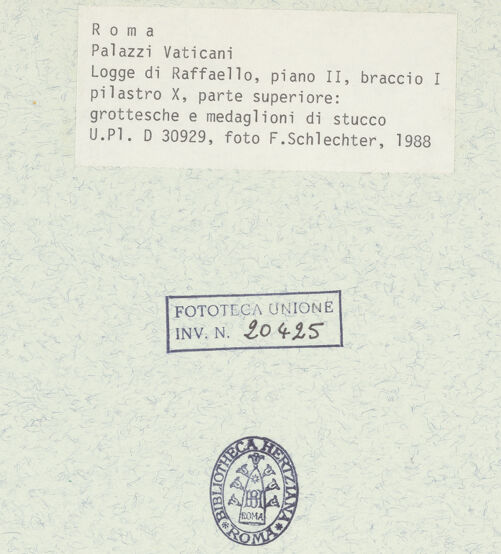 R o m a
Palazzi Vaticani
Logge di Raffaello, piano II, braccio I
pilastro X, parte superiore:
grottesche e medaglioni di stucco
U.Pl. D 30929, foto F.Schlechter, 1988
FOTOTECA UNIONE
INV. N. 20425
BIBLIOTHECA HERTZIANA
ROMA
* ROMA *